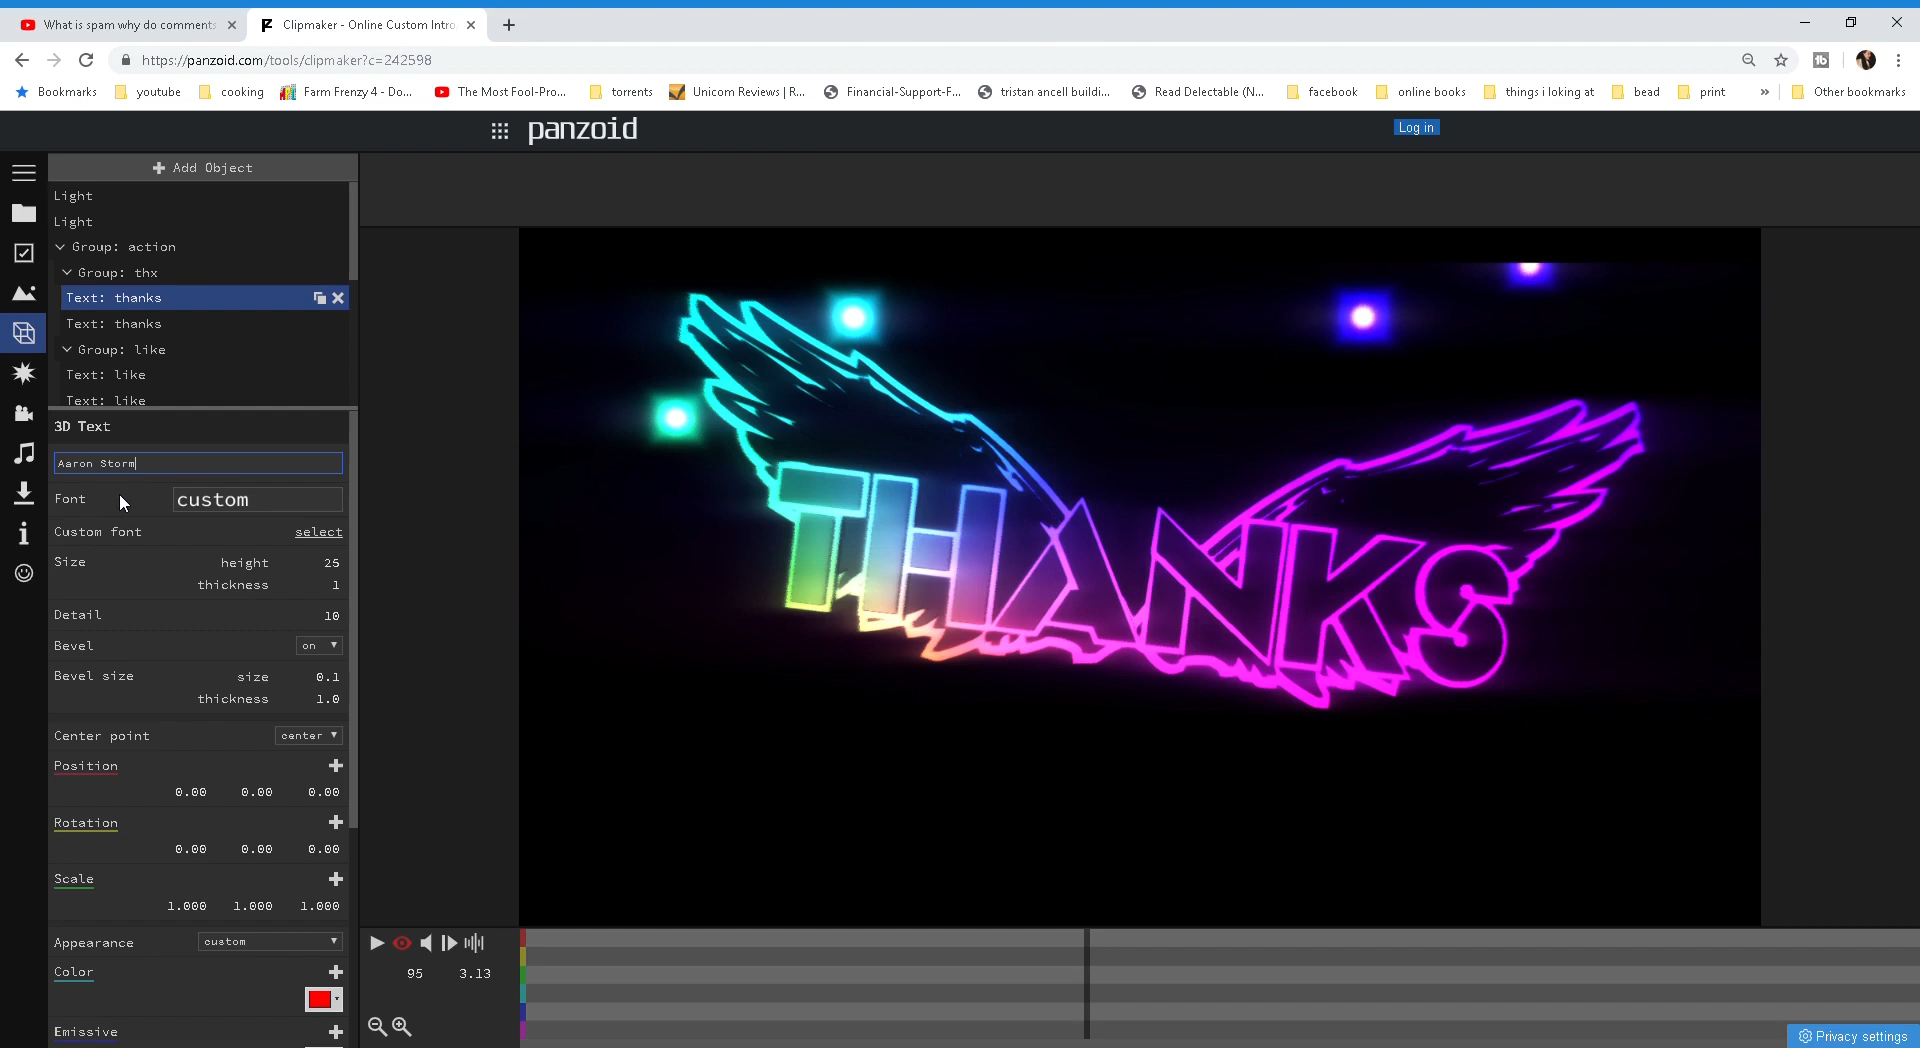 What is spam why do comments
Clipmaker - Online Custom Intro
https://panzoid.com/tools/clipmaker?c=242598
Bookmarks
youtube
cooking
Farm Frenzy 4 - Do...
The Most Fool-Pro...
torrents
Unicorn Reviews | R...
Financial-Support-F...
tristan ancell buildi...
Read Delectable (N...
facebook
online books
things i loking at
bead
print
»
Other bookmarks
panzoid
Log in
Add Object
Light
Light
Group: action
Group: thx
Text: thanks
Text: thanks
Group: like
Text: like
Text: like
3D Text
Aaron Storm
Font custom
Custom font select
Size height 25
thickness 1
Detail 10
Bevel on
Bevel size size 0.1
thickness 1.0
Center point center
Position
0.00 0.00 0.00
Rotation
0.00 0.00 0.00
Scale
1.000 1.000 1.000
Appearance custom
Color
Emissive
THANKS
95 3.13
Privacy settings